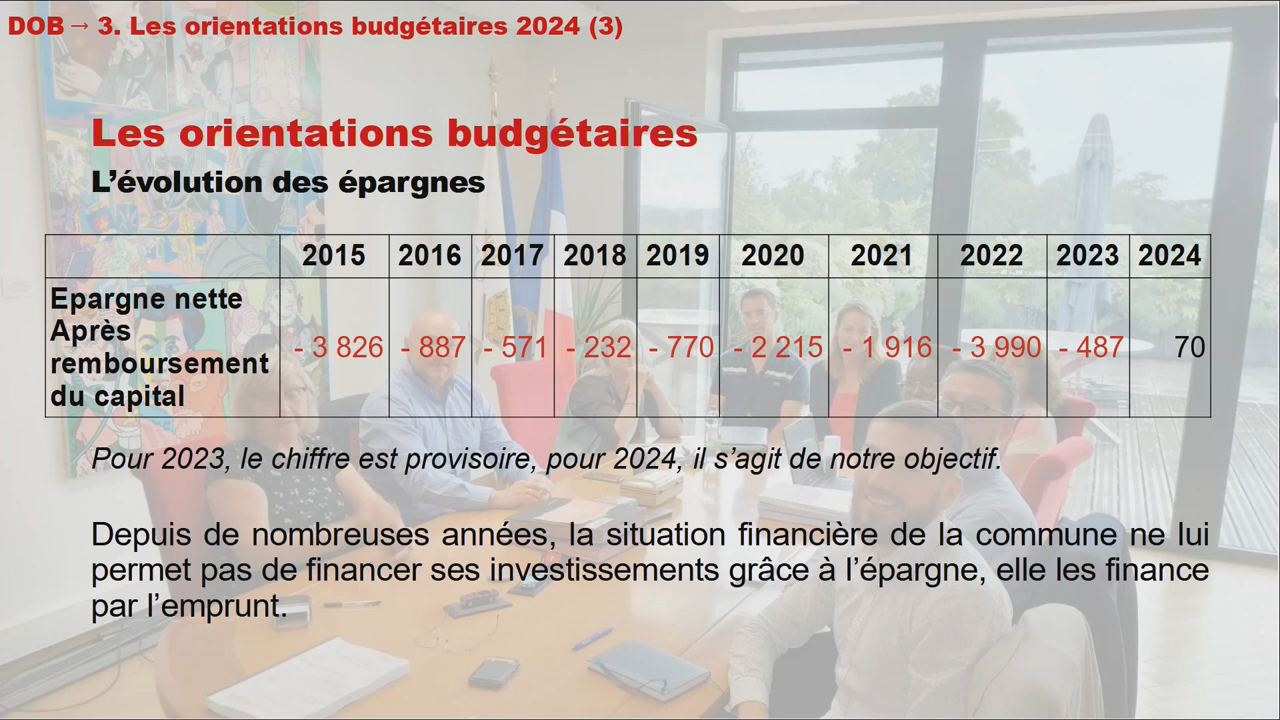 DOB → 3. Les orientations budgétaires 2024 (3)
Les orientations budgétaires
L’évolution des épargnes
2015 2016 2017 2018 2019 2020 2021 2022 2023 2024
Epargne nette
Après
remboursement
du capital
- 3 826 - 887 - 571 - 232 - 770 - 2 215 - 1 916 - 3 990 - 487 70
Pour 2023, le chiffre est provisoire, pour 2024, il s’agit de notre objectif.
Depuis de nombreuses années, la situation financière de la commune ne lui
permet pas de financer ses investissements grâce à l’épargne, elle les finance
par l’emprunt.